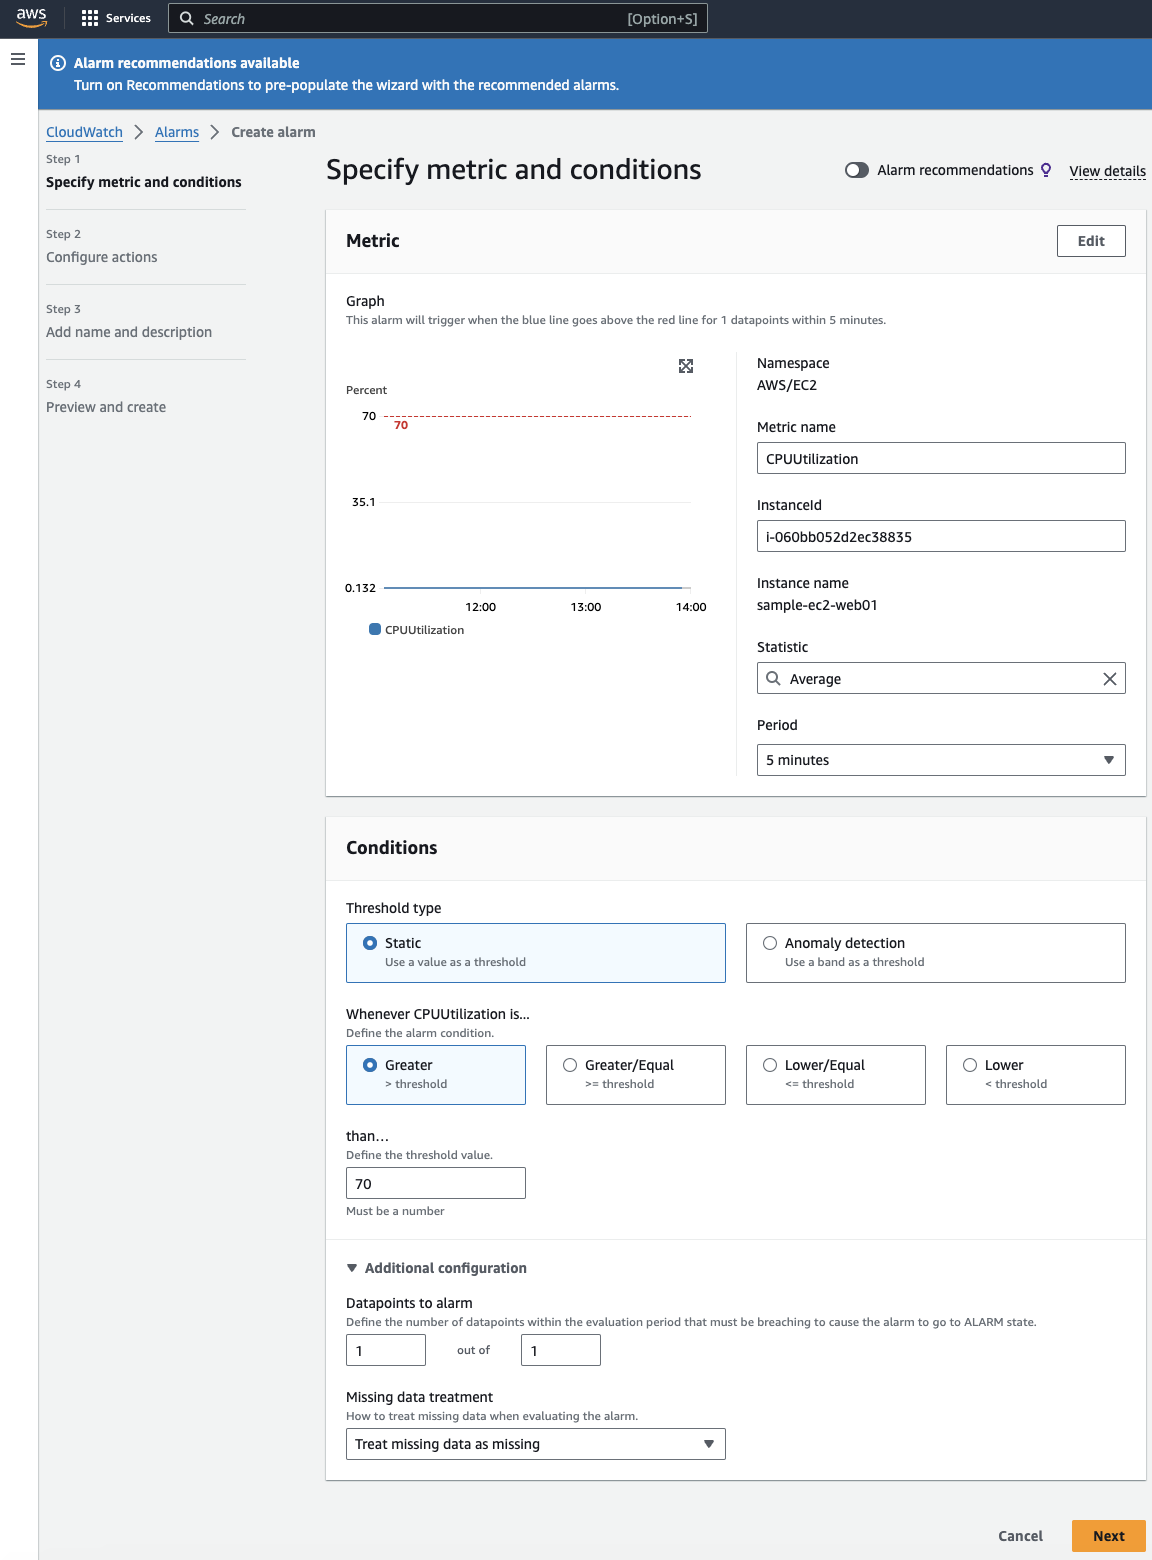 aws
Services
Search
[Option+S]
Alarm recommendations available
Turn on Recommendations to pre-populate the wizard with the recommended alarms.
CloudWatch > Alarms > Create alarm
Step 1
Specify metric and conditions
Step 2
Configure actions
Step 3
Add name and description
Step 4
Preview and create
Specify metric and conditions
Alarm recommendations
View details
Metric
Edit
Graph
This alarm will trigger when the blue line goes above the red line for 1 datapoints within 5 minutes.
Percent
70
70
35.1
0.132
12:00
13:00
14:00
CPUUtilization
Namespace
AWS/EC2
Metric name
CPUUtilization
InstanceId
i-060bb052d2ec38835
Instance name
sample-ec2-web01
Statistic
Average
Period
5 minutes
Conditions
Threshold type
Static
Use a value as a threshold
Anomaly detection
Use a band as a threshold
Whenever CPUUtilization is...
Define the alarm condition.
Greater
> threshold
Greater/Equal
>= threshold
Lower/Equal
<= threshold
Lower
< threshold
than…
Define the threshold value.
70
Must be a number
Additional configuration
Datapoints to alarm
Define the number of datapoints within the evaluation period that must be breaching to cause the alarm to go to ALARM state.
1
out of
1
Missing data treatment
How to treat missing data when evaluating the alarm.
Treat missing data as missing
Cancel
Next